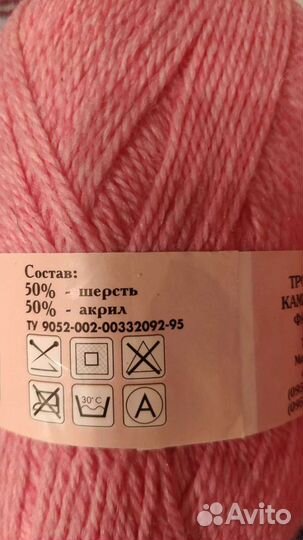 Состав:
50% - шерсть
50% - акрил
ТУ 9052-002-00332092-95
30°C
A
Avito